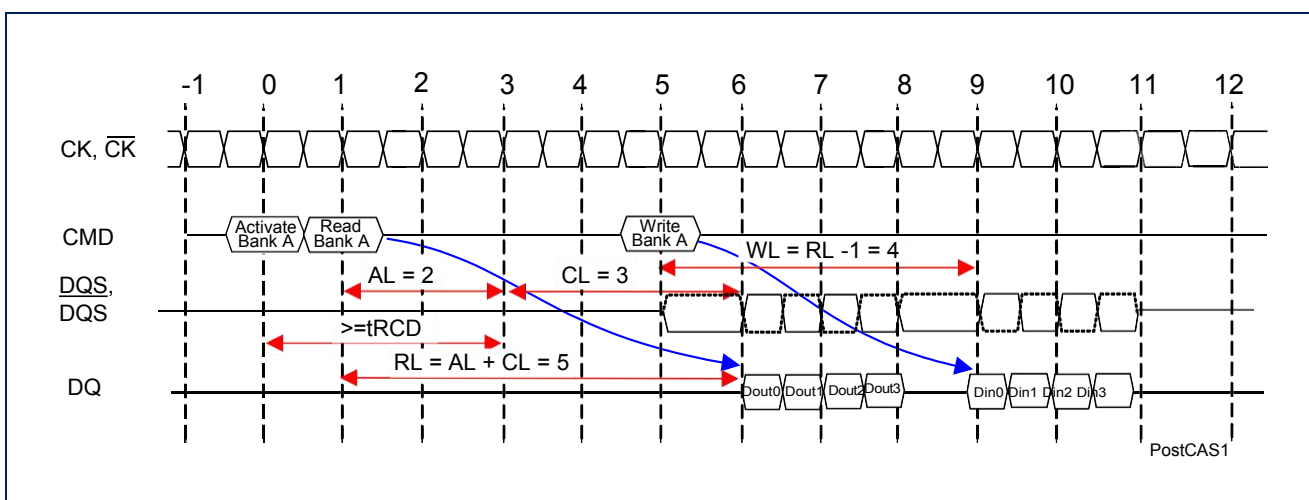 -1 0 1 2 3 4 5 6 7 8 9 10 11 12
CK, C̅K̅
Activate
Bank A
Read
Bank A
Write
Bank A
CMD
WL = RL -1 = 4
AL = 2
CL = 3
DQS,
D̅Q̅S̅
>=tRCD
RL = AL + CL = 5
DQ
Dout0 Dout1 Dout2 Dout3
Din0 Din1 Din2 Din3
PostCAS1